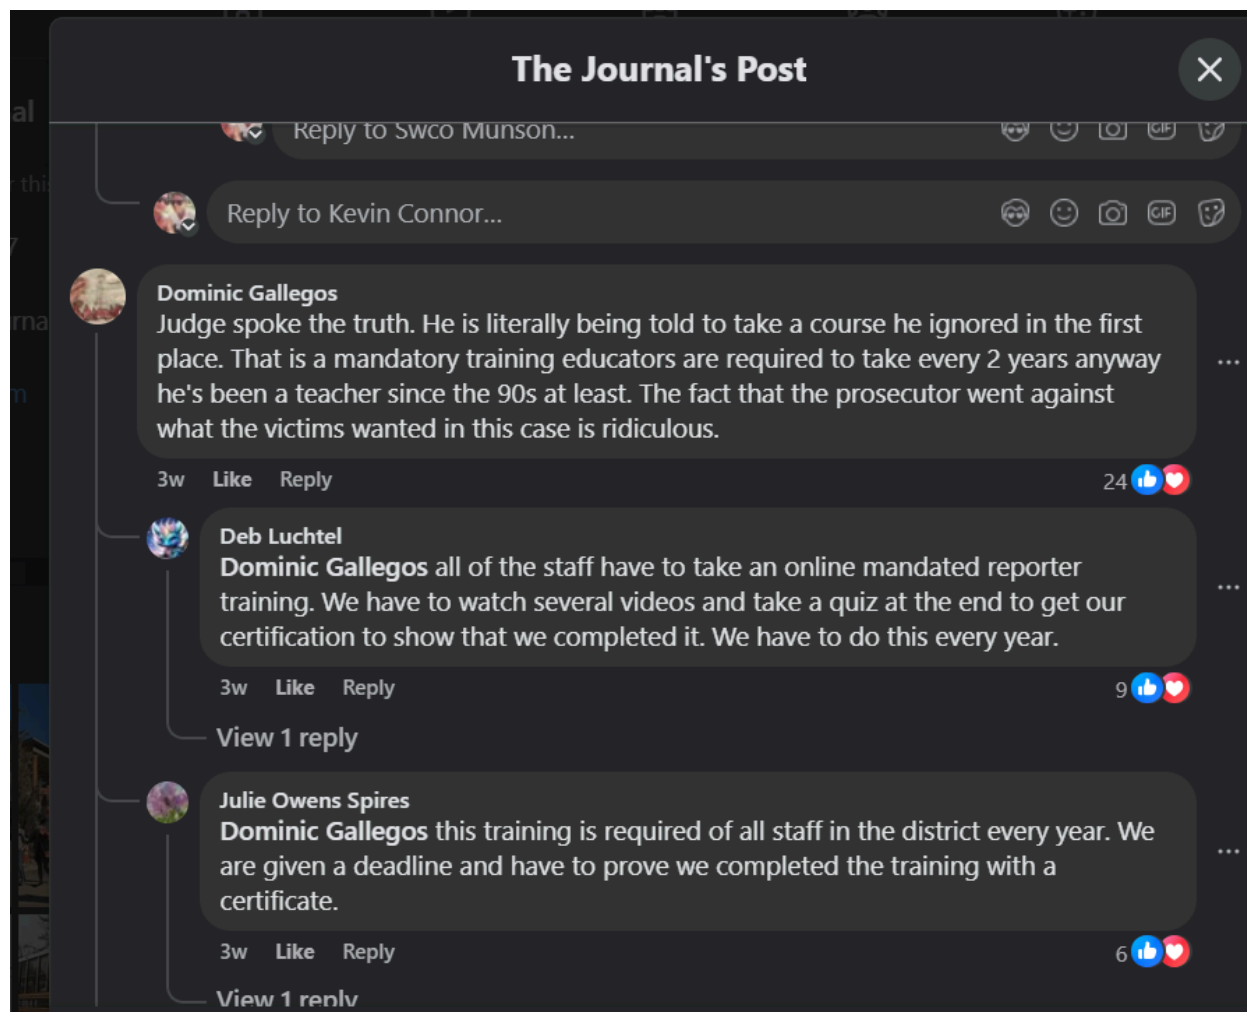 The Journal's Post
al
Reply to Swco Munson...
GIF
thi
Reply to Kevin Connor...
GIF
Dominic Gallegos
Judge spoke the truth. He is literally being told to take a course he ignored in the first
place. That is a mandatory training educators are required to take every 2 years anyway
he's been a teacher since the 90s at least. The fact that the prosecutor went against
what the victims wanted in this case is ridiculous.
3w Like Reply 24
rna
m
Deb Luchtel
Dominic Gallegos all of the staff have to take an online mandated reporter
training. We have to watch several videos and take a quiz at the end to get our
certification to show that we completed it. We have to do this every year.
3w Like Reply 9
View 1 reply
Julie Owens Spires
Dominic Gallegos this training is required of all staff in the district every year. We
are given a deadline and have to prove we completed the training with a
certificate.
3w Like Reply 6
View 1 reply